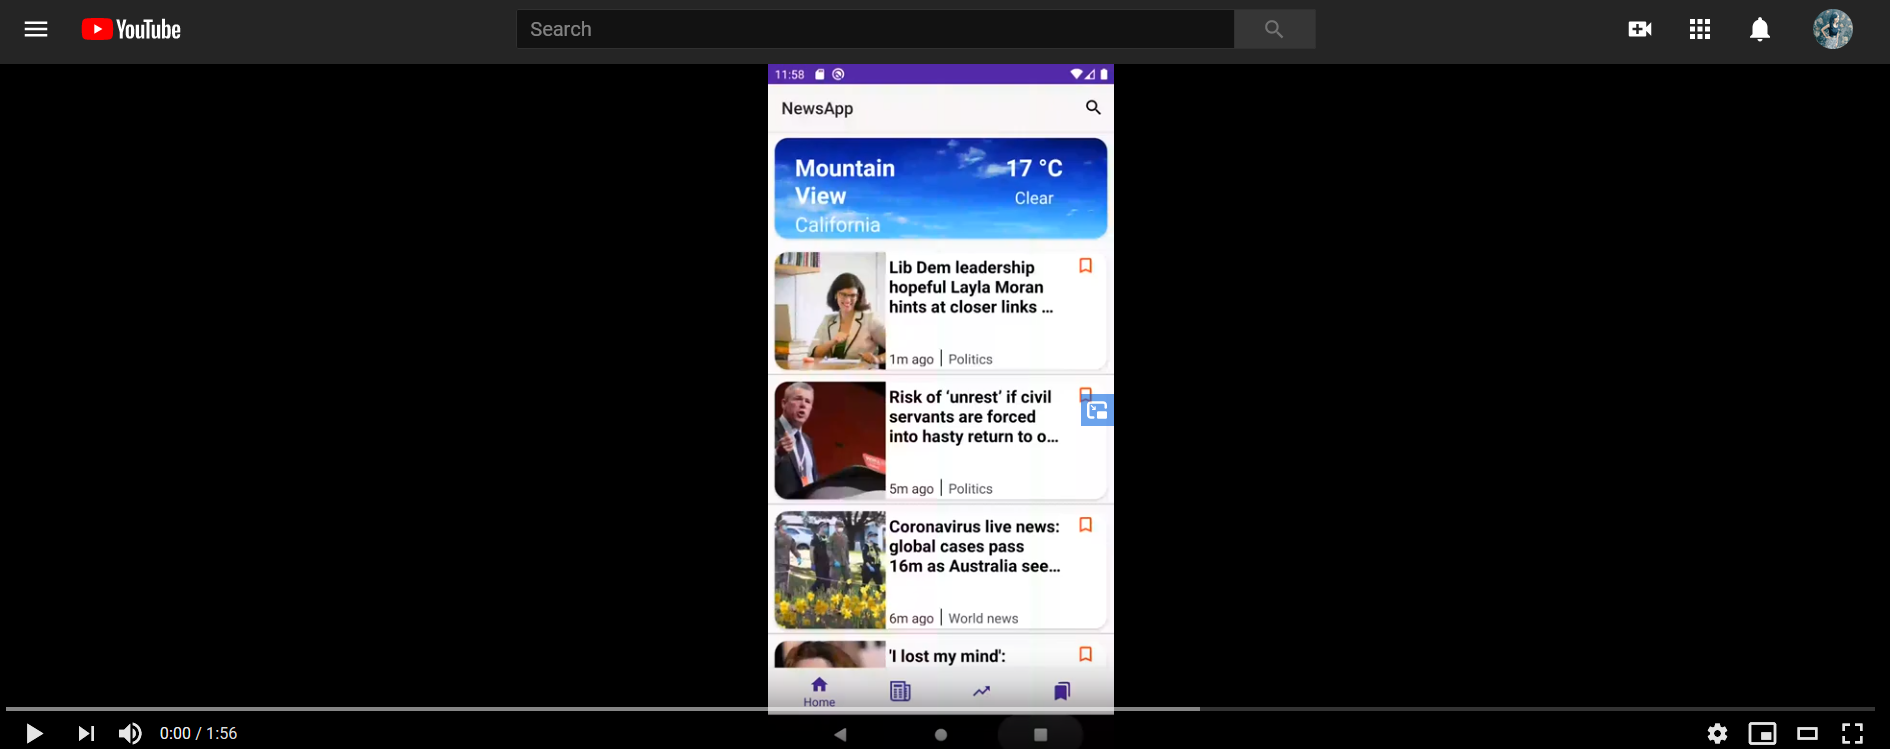 YouTube
Search
11:58
NewsApp
Mountain
View
California
17 °C
Clear
Lib Dem leadership
hopeful Layla Moran
hints at closer links ...
1m ago | Politics
Risk of ‘unrest’ if civil
servants are forced
into hasty return to o...
5m ago | Politics
Coronavirus live news:
global cases pass
16m as Australia see...
6m ago | World news
'I lost my mind':
Home
0:00 / 1:56